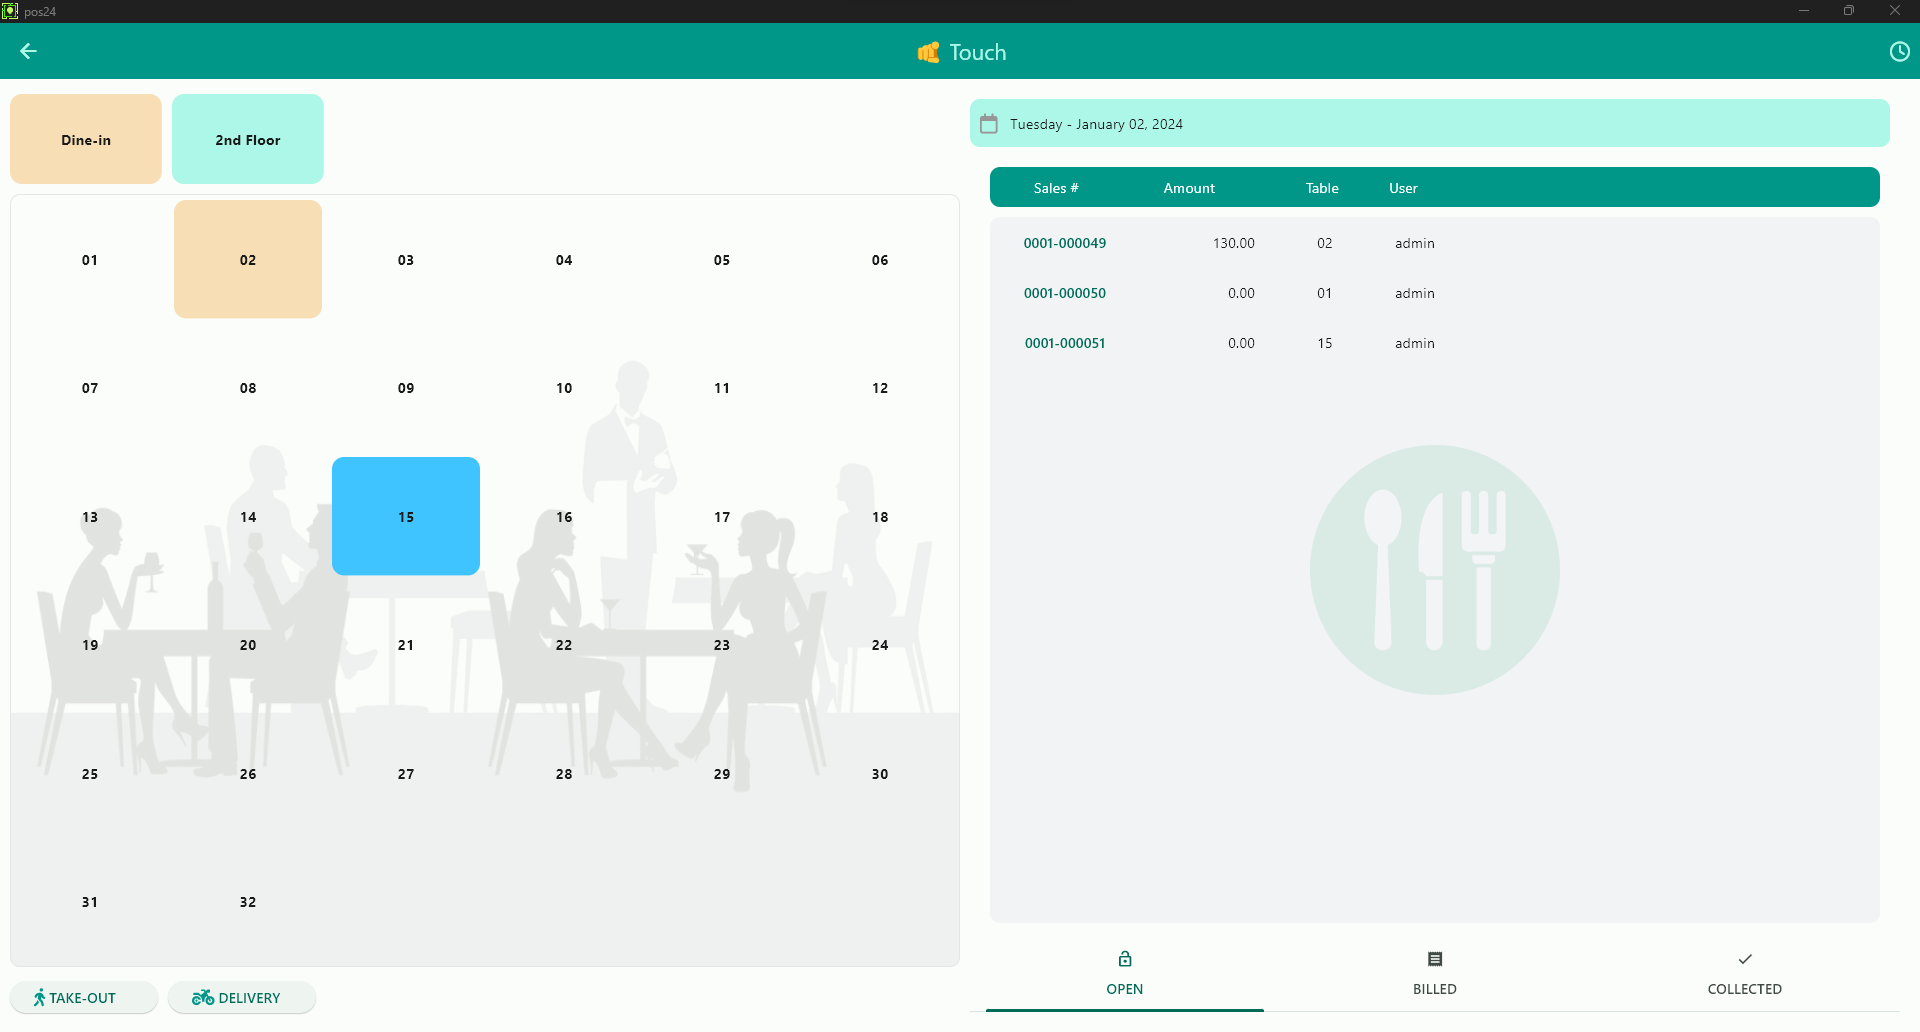 pos24
Touch
Dine-in 2nd Floor
01 02 03 04 05 06
07 08 09 10 11 12
13 14 15 16 17 18
19 20 21 22 23 24
25 26 27 28 29 30
31 32
TAKE-OUT DELIVERY
Tuesday - January 02, 2024
Sales # Amount Table User
0001-000049 130.00 02 admin
0001-000050 0.00 01 admin
0001-000051 0.00 15 admin
OPEN BILLED COLLECTED